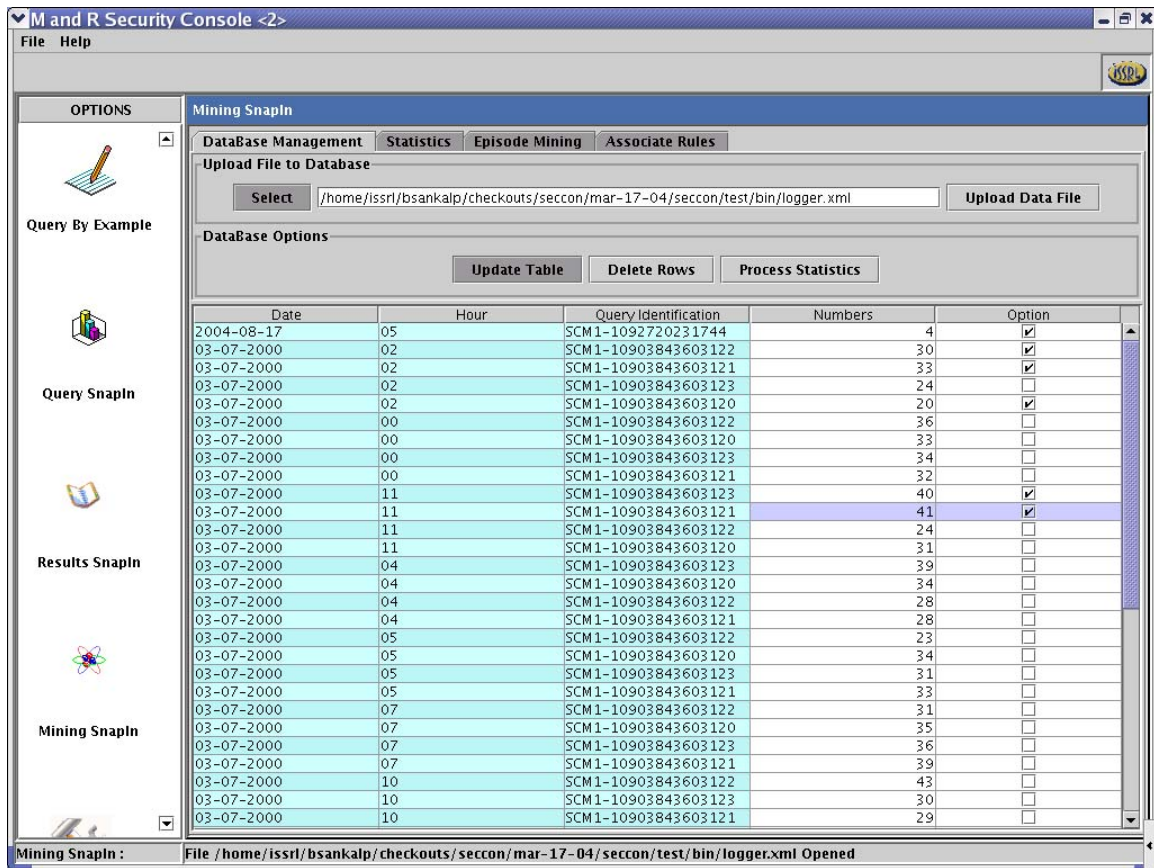 M and R Security Console <2>
File Help
issrl
OPTIONS
Query By Example
Query SnapIn
Results SnapIn
Mining SnapIn
Mining SnapIn
DataBase Management Statistics Episode Mining Associate Rules
Upload File to Database
Select /home/issrl/bsankalp/checkouts/seccon/mar-17-04/seccon/test/bin/logger.xml Upload Data File
DataBase Options
Update Table Delete Rows Process Statistics
Date Hour Query Identification Numbers Option
2004-08-17 05 SCM1-1092720231744 4
03-07-2000 02 SCM1-10903843603122 30
03-07-2000 02 SCM1-10903843603121 33
03-07-2000 02 SCM1-10903843603123 24
03-07-2000 02 SCM1-10903843603120 20
03-07-2000 00 SCM1-10903843603122 36
03-07-2000 00 SCM1-10903843603120 33
03-07-2000 00 SCM1-10903843603123 34
03-07-2000 00 SCM1-10903843603121 32
03-07-2000 11 SCM1-10903843603123 40
03-07-2000 11 SCM1-10903843603121 41
03-07-2000 11 SCM1-10903843603122 24
03-07-2000 11 SCM1-10903843603120 31
03-07-2000 04 SCM1-10903843603123 39
03-07-2000 04 SCM1-10903843603120 34
03-07-2000 04 SCM1-10903843603122 28
03-07-2000 04 SCM1-10903843603121 28
03-07-2000 05 SCM1-10903843603122 23
03-07-2000 05 SCM1-10903843603120 34
03-07-2000 05 SCM1-10903843603123 31
03-07-2000 05 SCM1-10903843603121 33
03-07-2000 07 SCM1-10903843603122 31
03-07-2000 07 SCM1-10903843603120 35
03-07-2000 07 SCM1-10903843603123 36
03-07-2000 07 SCM1-10903843603121 39
03-07-2000 10 SCM1-10903843603122 43
03-07-2000 10 SCM1-10903843603123 30
03-07-2000 10 SCM1-10903843603121 29
Mining SnapIn : File /home/issrl/bsankalp/checkouts/seccon/mar-17-04/seccon/test/bin/logger.xml Opened